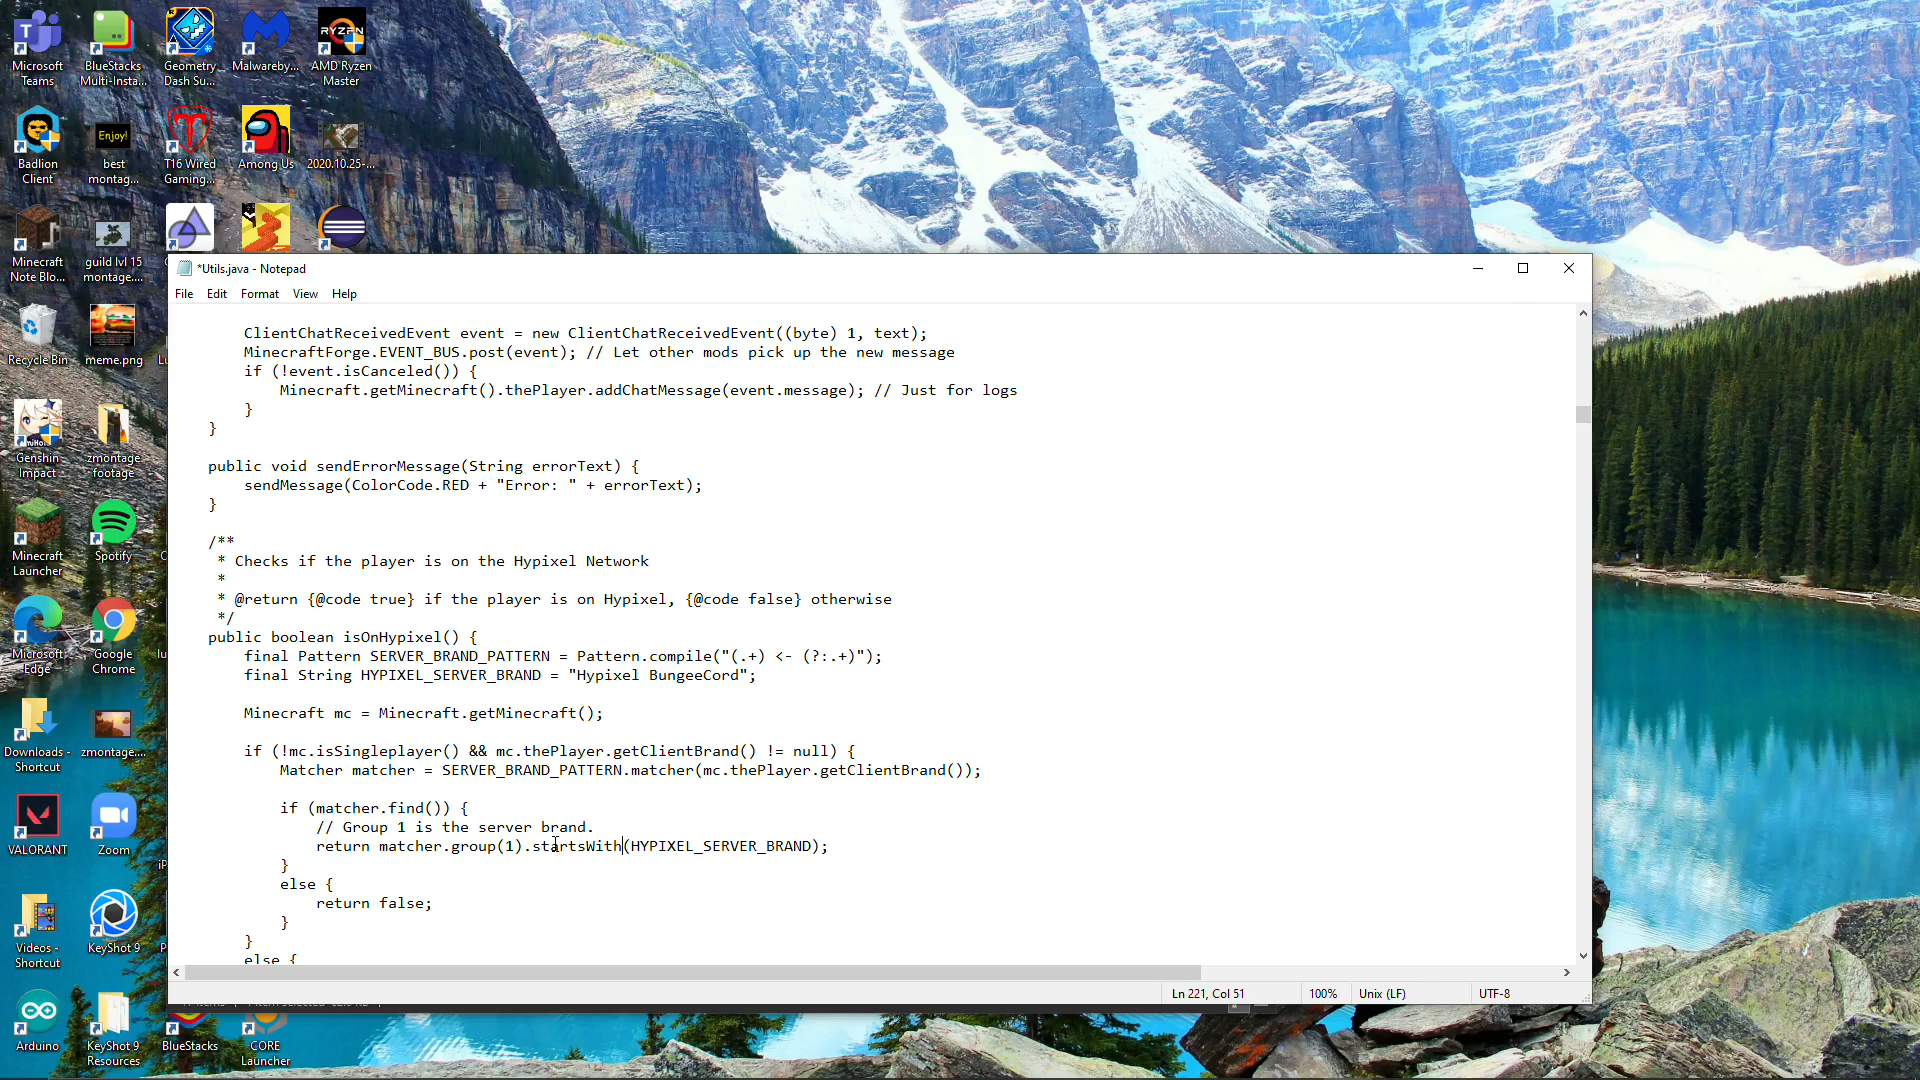 Microsoft Teams
BlueStacks Multi-Insta...
Geometry Dash Su...
Malwareby...
AMD Ryzen Master
RYZEN
Badlion Client
Enjoy!
best montag...
T16 Wired Gaming...
Among Us
2020.10.25-...
Minecraft Note Blo...
guild lvl 15 montage....
Recycle Bin
meme.png
Genshin Impact
zmontage footage
Minecraft Launcher
Spotify
Microsoft Edge
Google Chrome
Downloads - Shortcut
zmontage....
VALORANT
Zoom
Videos - Shortcut
KeyShot 9
Arduino
KeyShot 9 Resources
BlueStacks
CORE Launcher
*Utils.java - Notepad
File Edit Format View Help
ClientChatReceivedEvent event = new ClientChatReceivedEvent((byte) 1, text);
MinecraftForge.EVENT_BUS.post(event); // Let other mods pick up the new message
if (!event.isCanceled()) {
Minecraft.getMinecraft().thePlayer.addChatMessage(event.message); // Just for logs
}
}
public void sendErrorMessage(String errorText) {
sendMessage(ColorCode.RED + "Error: " + errorText);
}
/**
* Checks if the player is on the Hypixel Network
*
* @return {@code true} if the player is on Hypixel, {@code false} otherwise
*/
public boolean isOnHypixel() {
final Pattern SERVER_BRAND_PATTERN = Pattern.compile("(.+) <- (?:.+)");
final String HYPIXEL_SERVER_BRAND = "Hypixel BungeeCord";
Minecraft mc = Minecraft.getMinecraft();
if (!mc.isSingleplayer() && mc.thePlayer.getClientBrand() != null) {
Matcher matcher = SERVER_BRAND_PATTERN.matcher(mc.thePlayer.getClientBrand());
if (matcher.find()) {
// Group 1 is the server brand.
return matcher.group(1).startsWith(HYPIXEL_SERVER_BRAND);
}
else {
return false;
}
}
else {
Ln 221, Col 51 100% Unix (LF) UTF-8